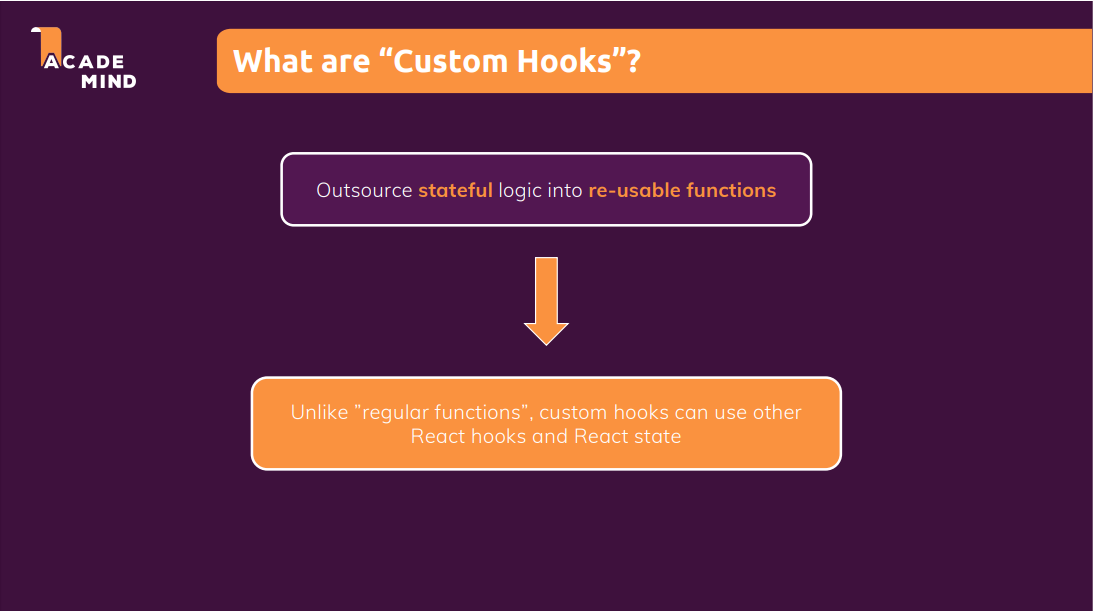 ACADE
MIND
What are “Custom Hooks”?
Outsource stateful logic into re-usable functions
Unlike ”regular functions”, custom hooks can use other
React hooks and React state